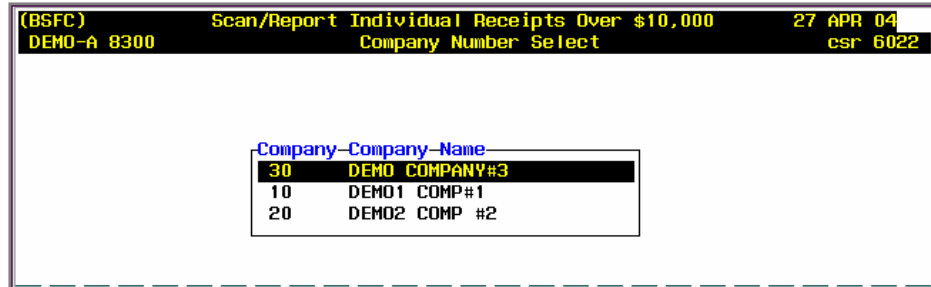 (BSFC) Scan/Report Individual Receipts Over $10,000 27 APR 04
DEMO-A 8300 Company Number Select csr 6022
Company Company Name
30 DEMO COMPANY#3
10 DEMO1 COMP#1
20 DEMO2 COMP #2